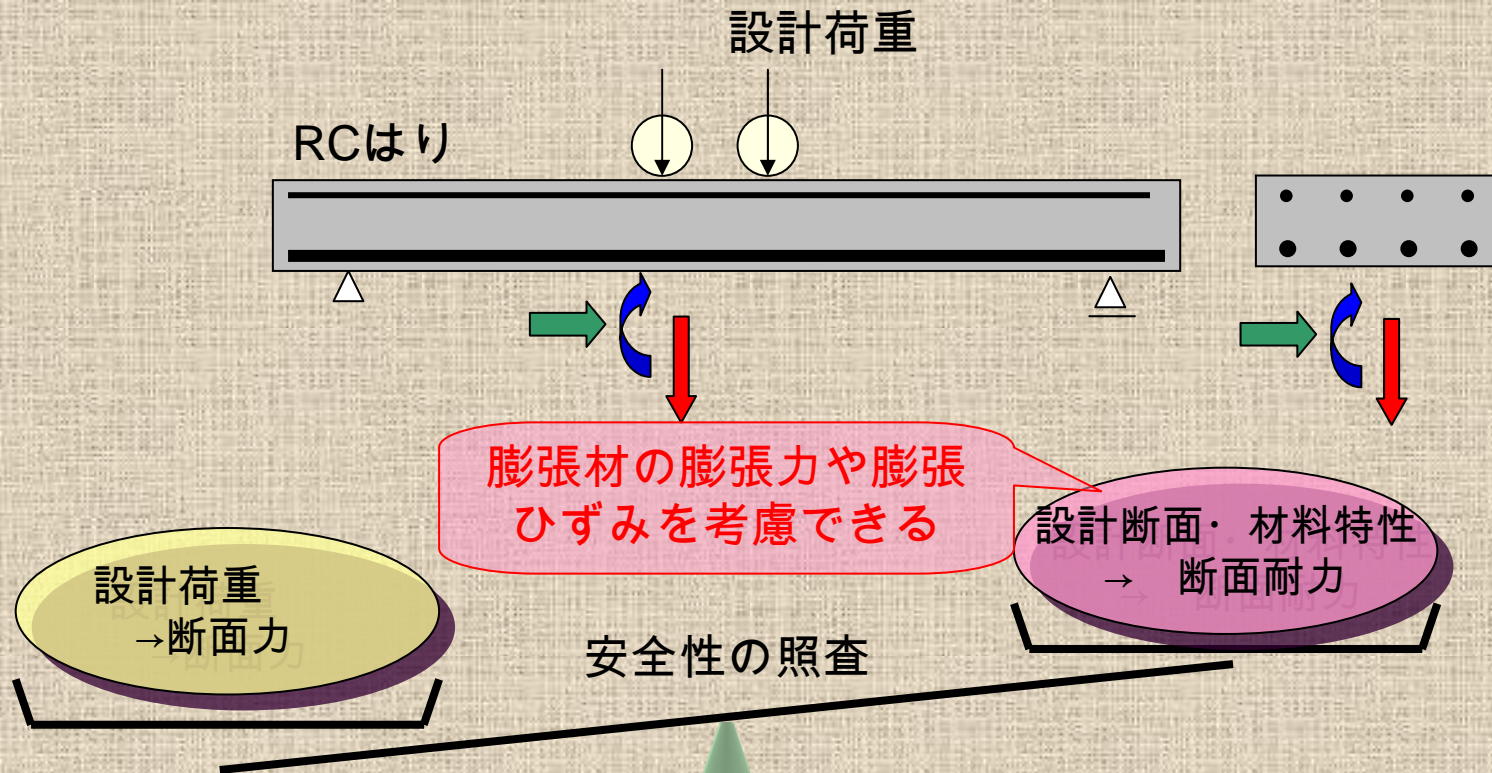 設計荷重
RCはり
膨張材の膨張力や膨張
ひずみを考慮できる
設計断面・材料特性
→ 断面耐力
設計荷重
→断面力
安全性の照査